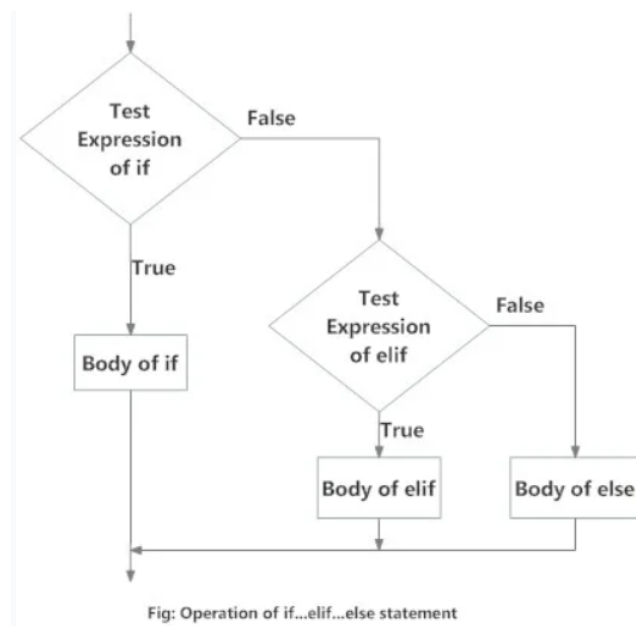 Test
Expression
of if
False
True
Body of if
Test
Expression
of elif
False
True
Body of elif
Body of else
Fig: Operation of if...elif...else statement